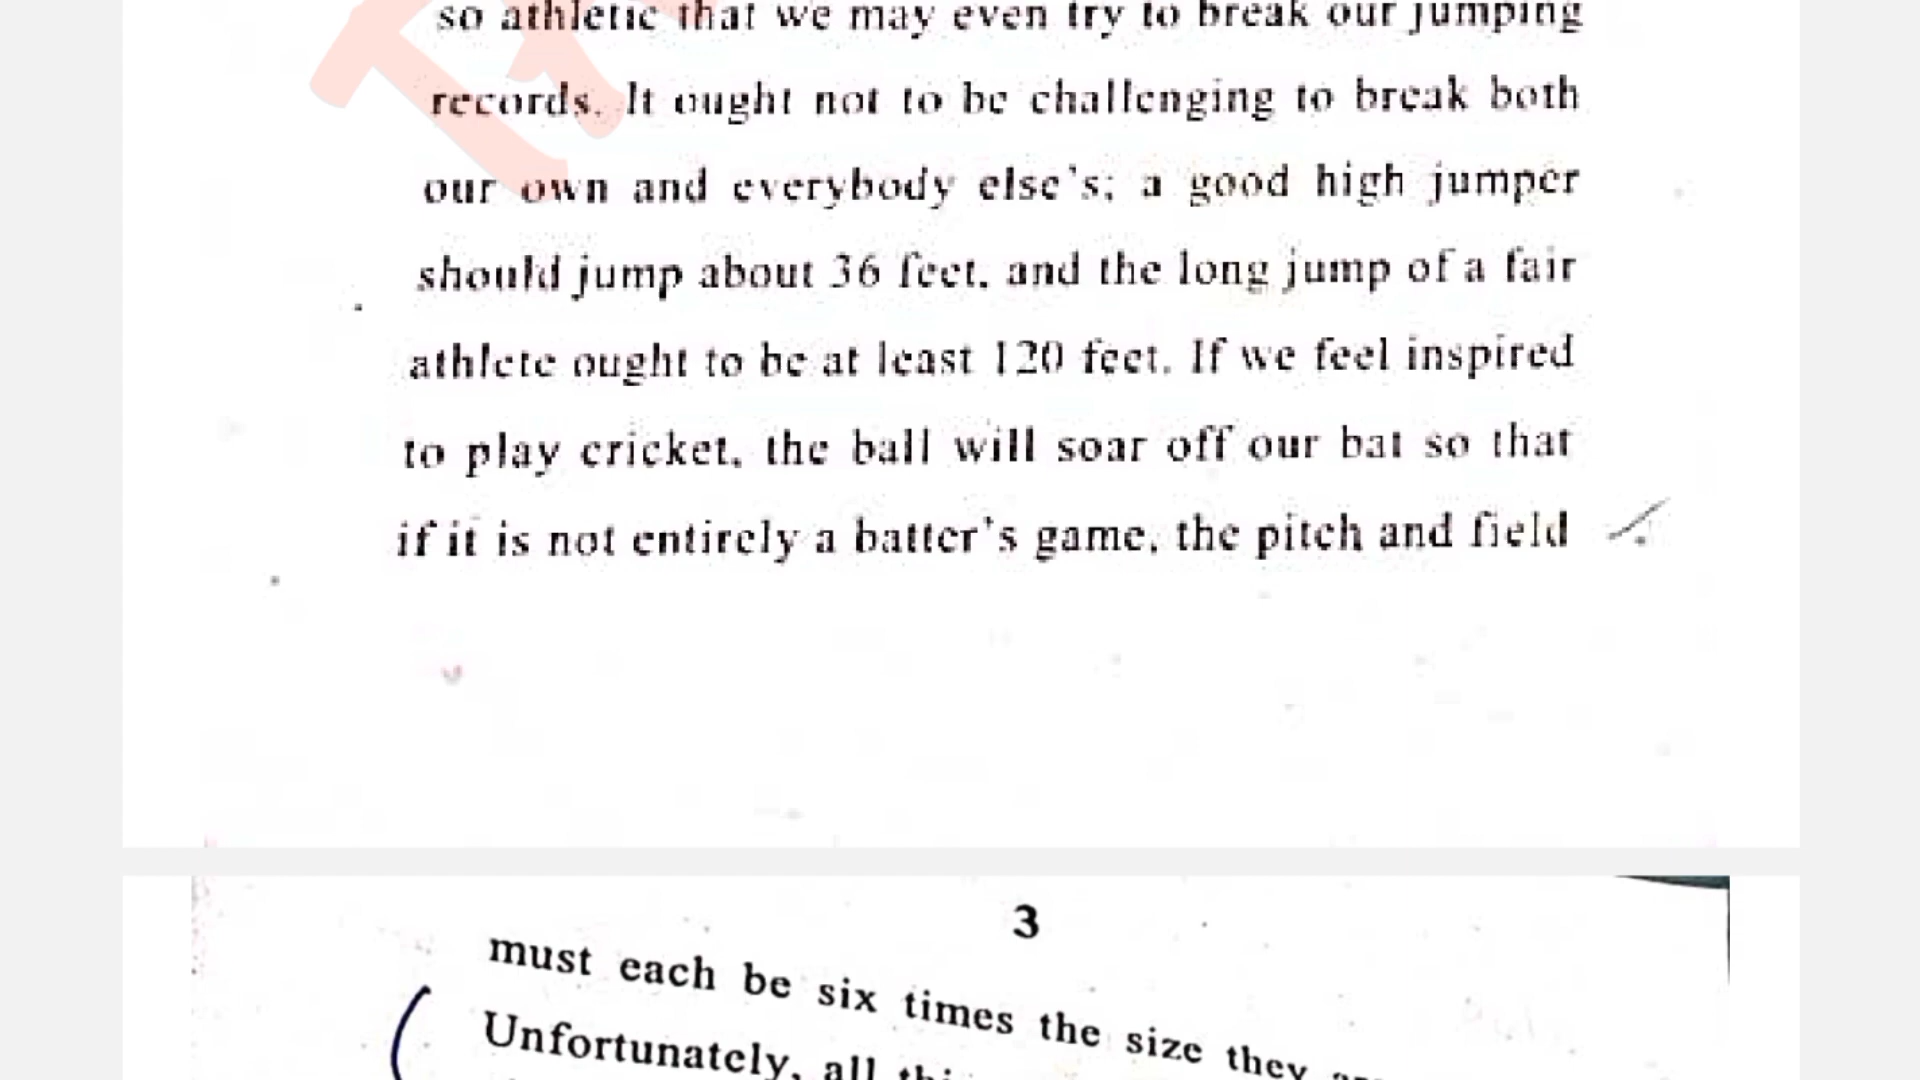 so athletic that we may even try to break our jumping
records. It ought not to be challenging to break both
our own and everybody else's; a good high jumper
should jump about 36 feet. and the long jump of a fair
athlete ought to be at least 120 feet. If we feel inspired
to play cricket, the ball will soar off our bat so that
if it is not entirely a batter's game, the pitch and field
3
must each be six times the size they
Unfortunately, all